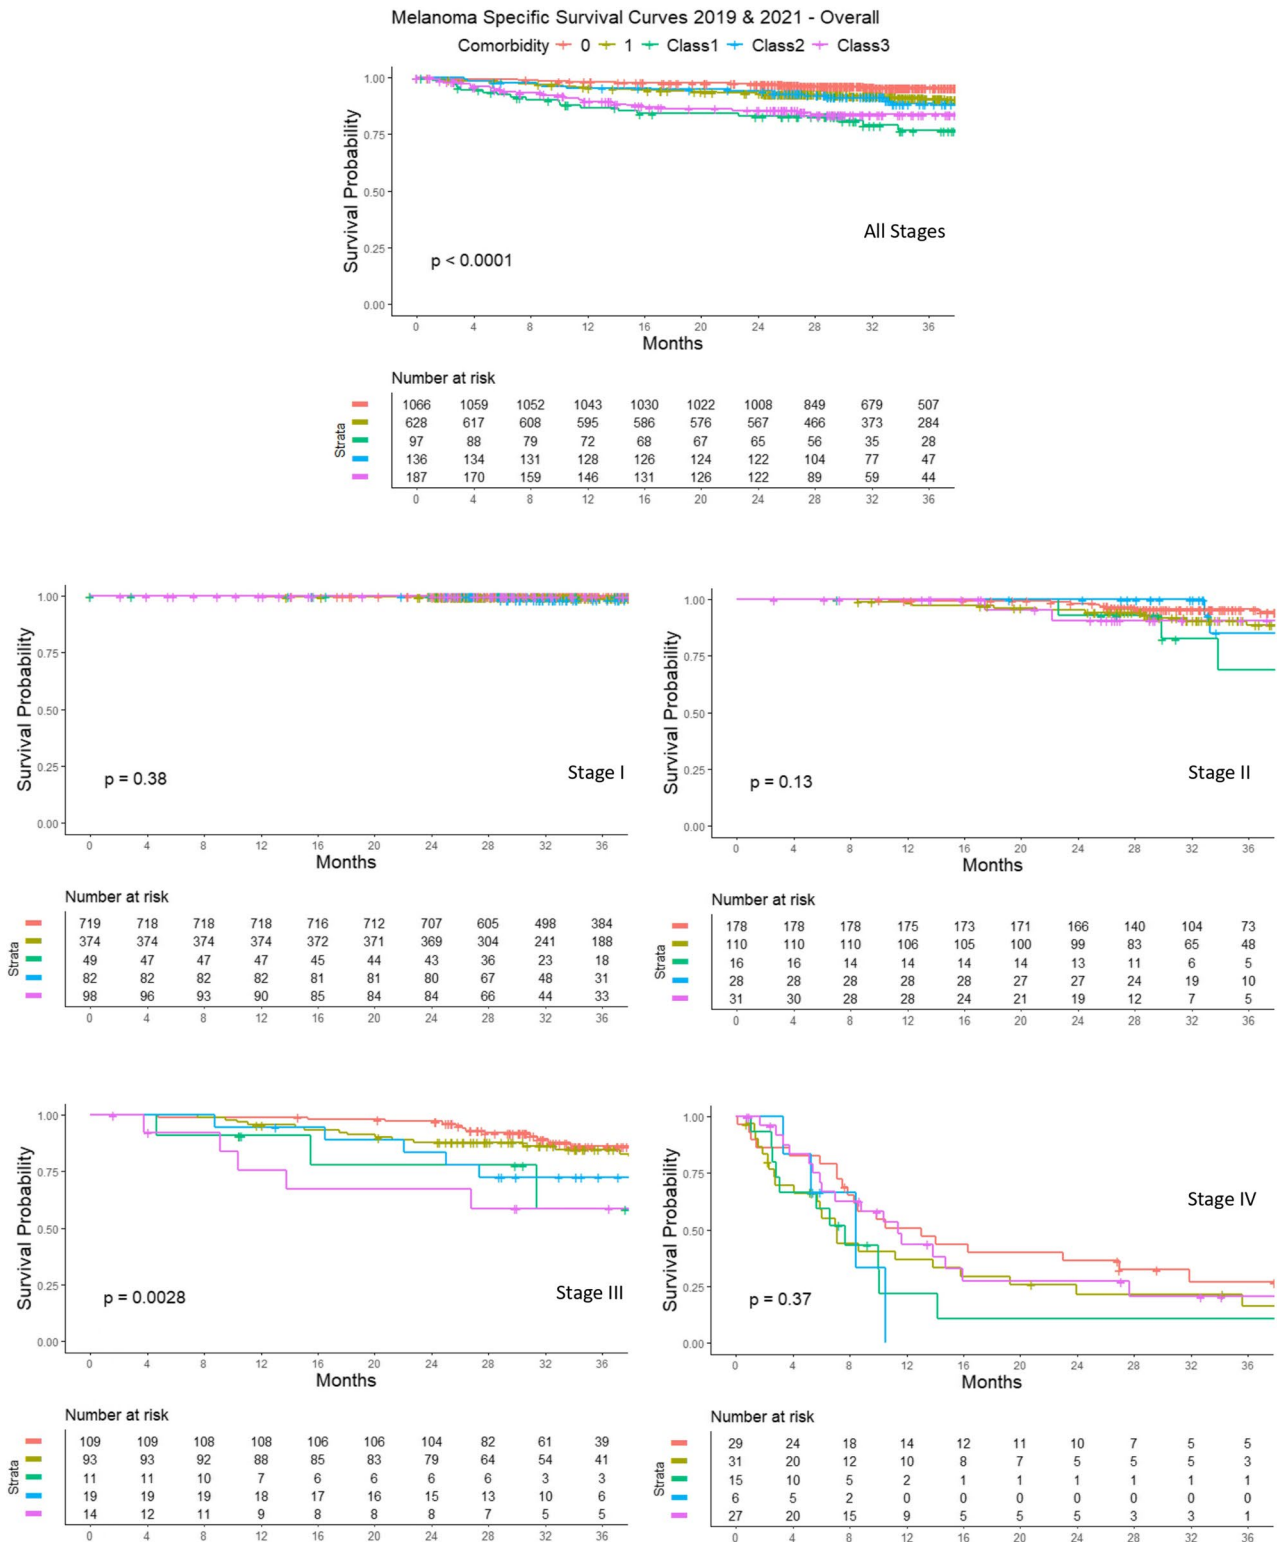 Melanoma Specific Survival Curves 2019 & 2021 - Overall
Comorbidity 0 1 Class1 Class2 Class3
Survival Probability
1.00
0.75
0.50
0.25
0.00
All Stages
p < 0.0001
0 4 8 12 16 20 24 28 32 36
Months
Number at risk
Strata
1066 1059 1052 1043 1030 1022 1008 849 679 507
628 617 608 595 586 576 567 466 373 284
97 88 79 72 68 67 65 56 35 28
136 134 131 128 126 124 122 104 77 47
187 170 159 146 131 126 122 89 59 44
0 4 8 12 16 20 24 28 32 36
Survival Probability
1.00
0.75
0.50
0.25
0.00
Stage I
p = 0.38
0 4 8 12 16 20 24 28 32 36
Months
Number at risk
Strata
719 718 718 718 716 712 707 605 498 384
374 374 374 374 372 371 369 304 241 188
49 47 47 47 45 44 43 36 23 18
82 82 82 82 81 81 80 67 48 31
98 96 93 90 85 84 84 66 44 33
0 4 8 12 16 20 24 28 32 36
Survival Probability
1.00
0.75
0.50
0.25
0.00
Stage II
p = 0.13
0 4 8 12 16 20 24 28 32 36
Months
Number at risk
Strata
178 178 178 175 173 171 166 140 104 73
110 110 110 106 105 100 99 83 65 48
16 16 14 14 14 14 13 11 6 5
28 28 28 28 28 27 27 24 19 10
31 30 28 28 24 21 19 12 7 5
0 4 8 12 16 20 24 28 32 36
Survival Probability
1.00
0.75
0.50
0.25
0.00
Stage III
p = 0.0028
0 4 8 12 16 20 24 28 32 36
Months
Number at risk
Strata
109 109 108 108 106 106 104 82 61 39
93 93 92 88 85 83 79 64 54 41
11 11 10 7 6 6 6 6 3 3
19 19 19 18 17 16 15 13 10 6
14 12 11 9 8 8 8 7 5 5
0 4 8 12 16 20 24 28 32 36
Survival Probability
1.00
0.75
0.50
0.25
0.00
Stage IV
p = 0.37
0 4 8 12 16 20 24 28 32 36
Months
Number at risk
Strata
29 24 18 14 12 11 10 7 5 5
31 20 12 10 8 7 5 5 5 3
15 10 5 2 1 1 1 1 1 1
6 5 2 0 0 0 0 0 0 0
27 20 15 9 5 5 5 3 3 1
0 4 8 12 16 20 24 28 32 36